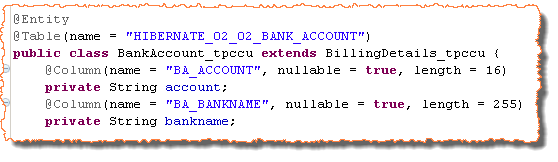 @Entity
@Table(name = "HIBERNATE_02_02_BANK_ACCOUNT")
public class BankAccount_tpccu extends BillingDetails_tpccu {
@Column(name = "BA_ACCOUNT", nullable = true, length = 16)
private String account;
@Column(name = "BA_BANKNAME", nullable = true, length = 255)
private String bankname;